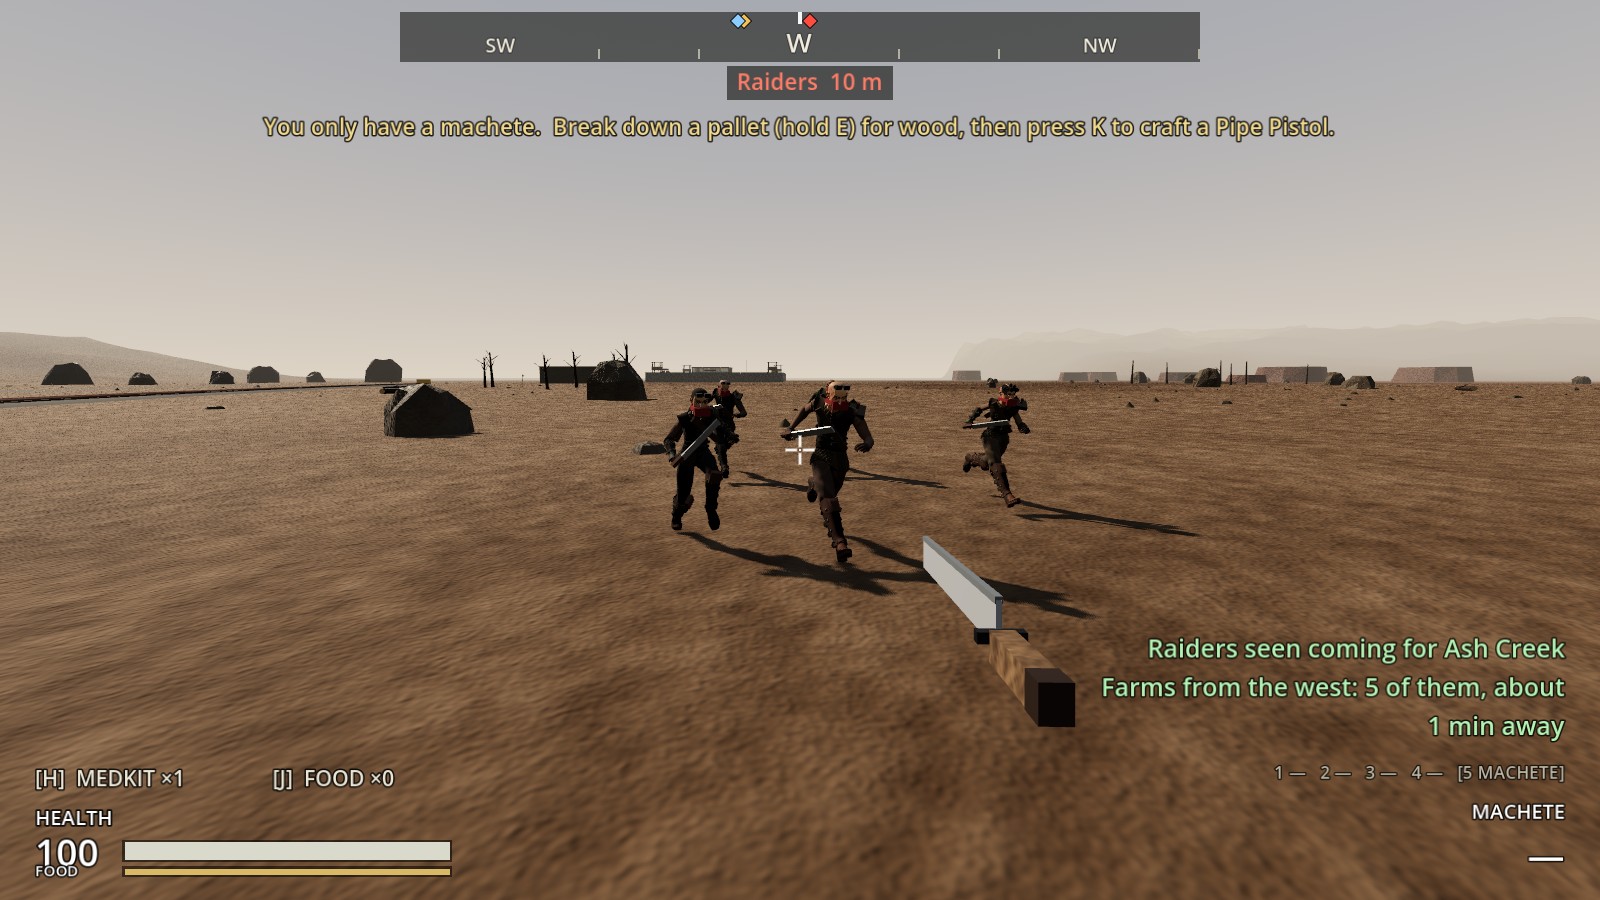 SW
W
NW
Raiders 10 m
You only have a machete. Break down a pallet (hold E) for wood, then press K to craft a Pipe Pistol.
Raiders seen coming for Ash Creek
Farms from the west: 5 of them, about
1 min away
[H] MEDKIT ×1
[J] FOOD ×0
1 — 2 — 3 — 4 — [5 MACHETE]
HEALTH
MACHETE
100
FOOD
—